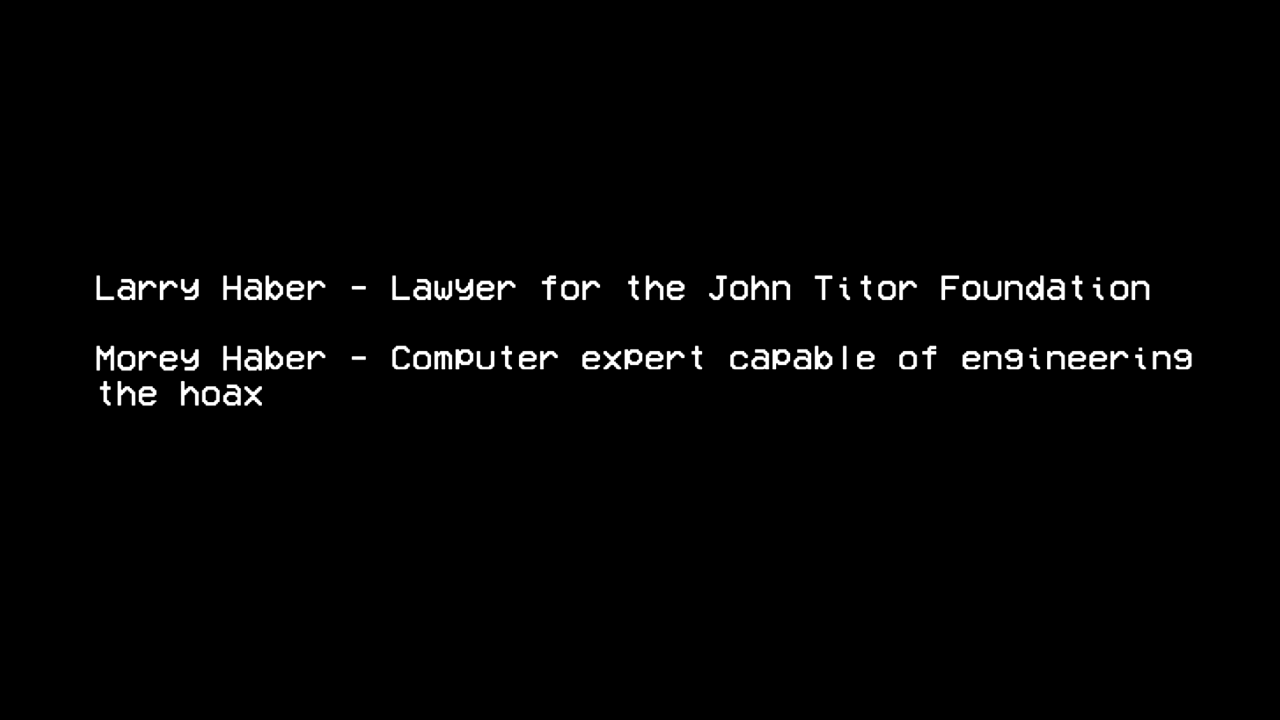 Larry Haber - Lawyer for the John Titor Foundation
Morey Haber - Computer expert capable of engineering
the hoax